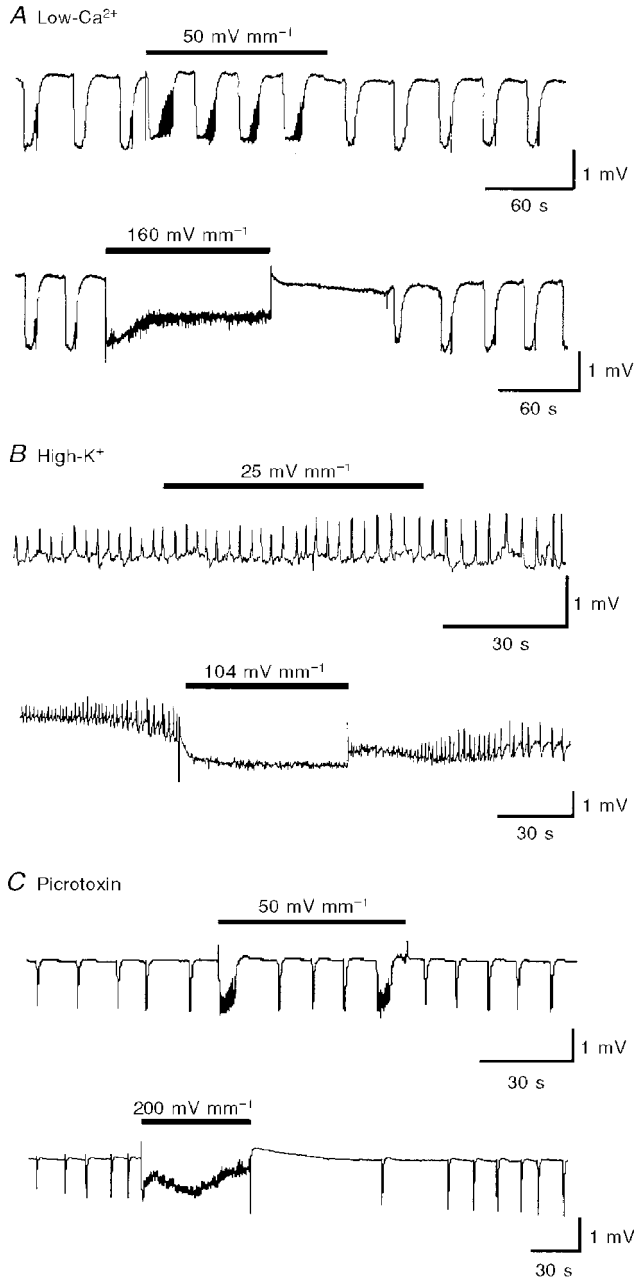 A Low-Ca²⁺
50 mV mm⁻¹
1 mV
60 s
160 mV mm⁻¹
1 mV
60 s
B High-K⁺
25 mV mm⁻¹
1 mV
30 s
104 mV mm⁻¹
1 mV
30 s
C Picrotoxin
50 mV mm⁻¹
1 mV
30 s
200 mV mm⁻¹
1 mV
30 s